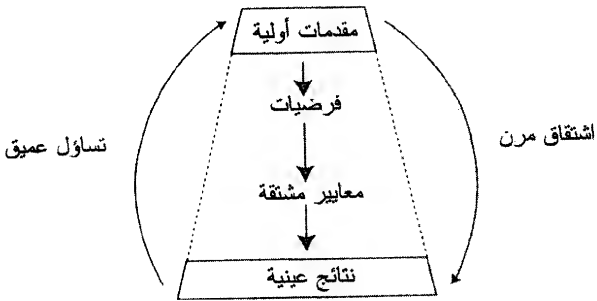 مقدمات أولية
فرضيات
اشتقاق مرن
تساؤل عميق
معايير مشتقة
نتائج عينية